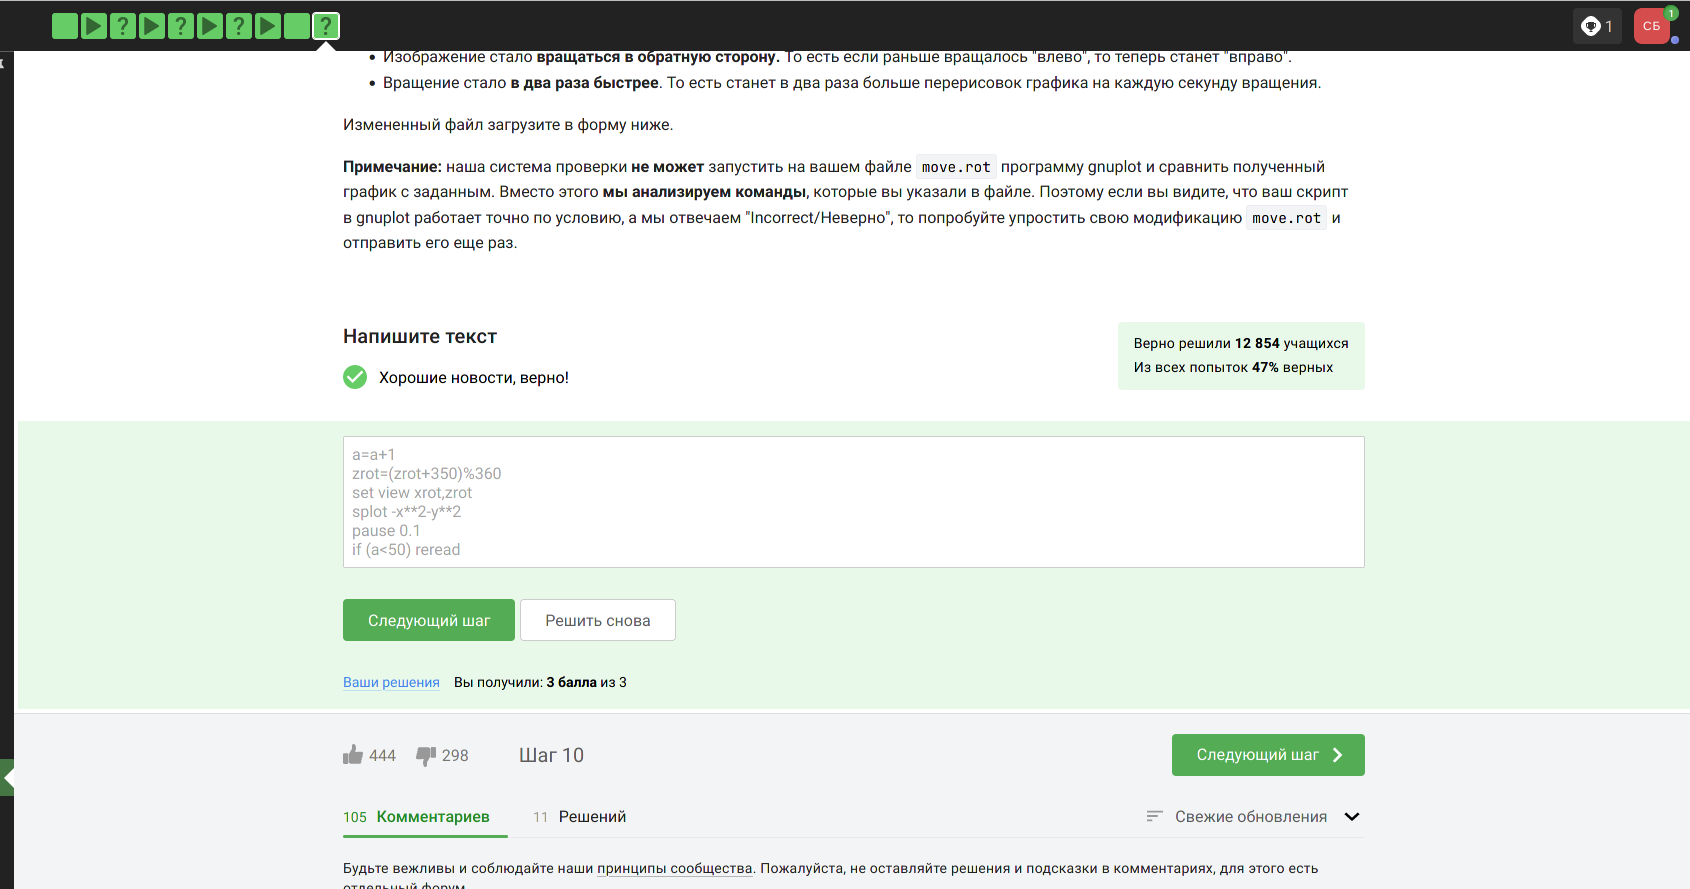 ? ? ? ?
1
СБ
1
Изображение стало вращаться в обратную сторону. То есть если раньше вращалось "влево", то теперь станет "вправо".
Вращение стало в два раза быстрее. То есть станет в два раза больше перерисовок графика на каждую секунду вращения.
Измененный файл загрузите в форму ниже.
Примечание: наша система проверки не может запустить на вашем файле move.rot программу gnuplot и сравнить полученный
график с заданным. Вместо этого мы анализируем команды, которые вы указали в файле. Поэтому если вы видите, что ваш скрипт
в gnuplot работает точно по условию, а мы отвечаем "Incorrect/Неверно", то попробуйте упростить свою модификацию move.rot и
отправить его еще раз.
Напишите текст
Хорошие новости, верно!
Верно решили 12 854 учащихся
Из всех попыток 47% верных
a=a+1
zrot=(zrot+350)%360
set view xrot,zrot
splot -x**2-y**2
pause 0.1
if (a<50) reread
Следующий шаг
Решить снова
Ваши решения Вы получили: 3 балла из 3
444 298 Шаг 10
Следующий шаг
105 Комментариев 11 Решений
Свежие обновления
Будьте вежливы и соблюдайте наши принципы сообщества. Пожалуйста, не оставляйте решения и подсказки в комментариях, для этого есть
отдельный форум.